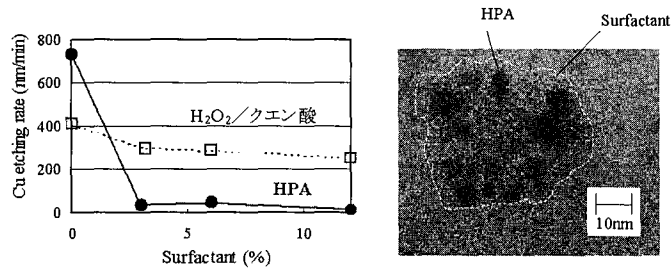 Cu etching rate (nm/min)
800
600
400
200
0
H₂O₂／クエン酸
HPA
0
5
10
Surfactant (%)
HPA
Surfactant
10nm